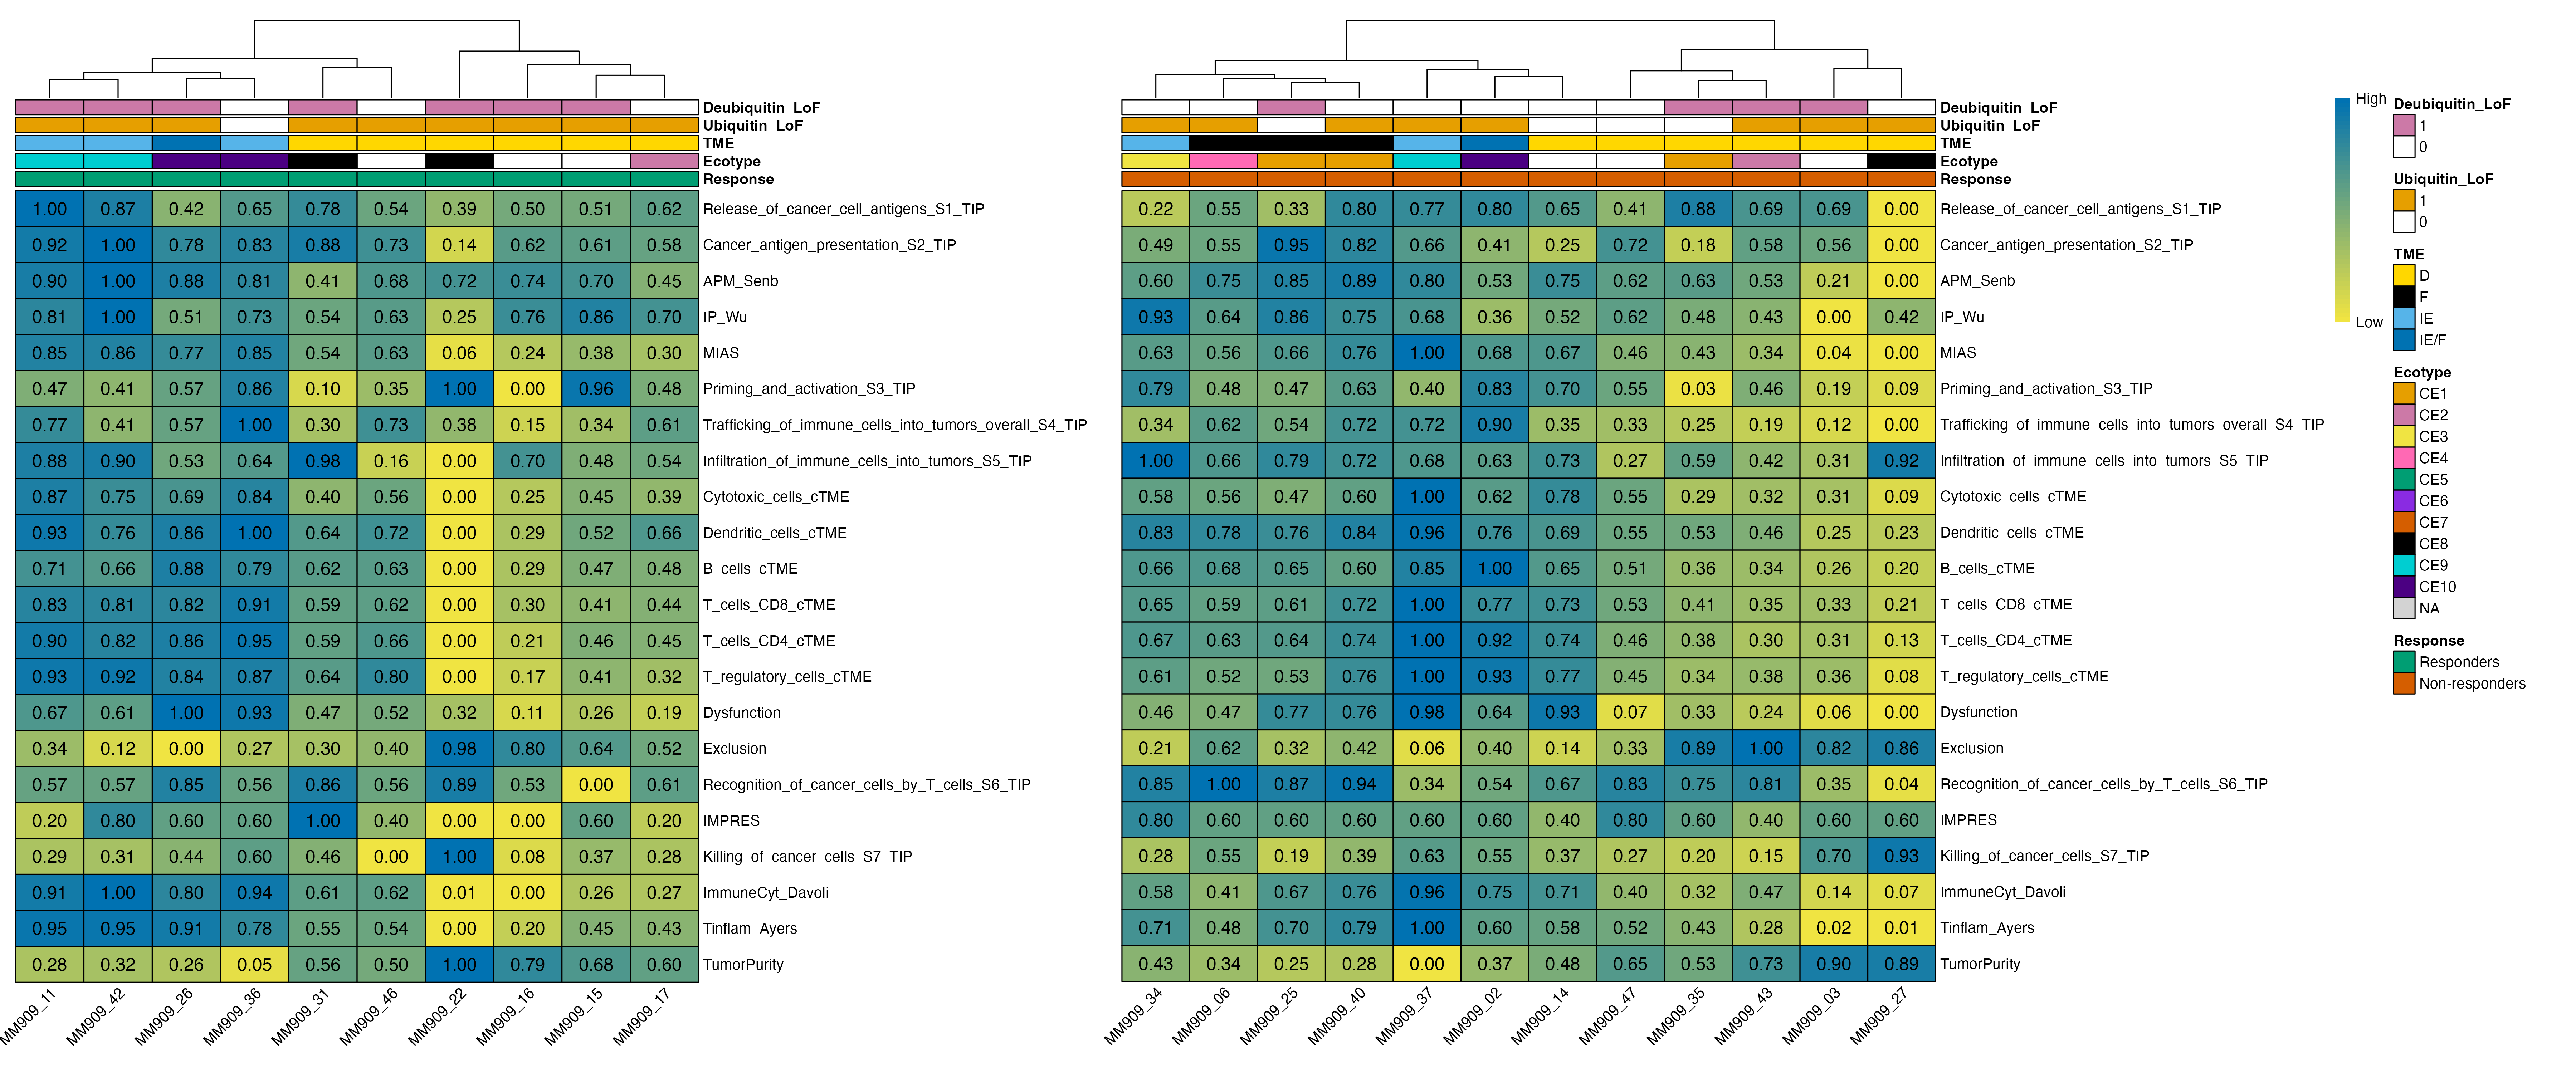 Deubiquitin_LoF
Ubiquitin_LoF
TME
Ecotype
Response
1.00 0.87 0.42 0.65 0.78 0.54 0.39 0.50 0.51 0.62 Release_of_cancer_cell_antigens_S1_TIP
0.92 1.00 0.78 0.83 0.88 0.73 0.14 0.62 0.61 0.58 Cancer_antigen_presentation_S2_TIP
0.90 1.00 0.88 0.81 0.41 0.68 0.72 0.74 0.70 0.45 APM_Senb
0.81 1.00 0.51 0.73 0.54 0.63 0.25 0.76 0.86 0.70 IP_Wu
0.85 0.86 0.77 0.85 0.54 0.63 0.06 0.24 0.38 0.30 MIAS
0.47 0.41 0.57 0.86 0.10 0.35 1.00 0.00 0.96 0.48 Priming_and_activation_S3_TIP
0.77 0.41 0.57 1.00 0.30 0.73 0.38 0.15 0.34 0.61 Trafficking_of_immune_cells_into_tumors_overall_S4_TIP
0.88 0.90 0.53 0.64 0.98 0.16 0.00 0.70 0.48 0.54 Infiltration_of_immune_cells_into_tumors_S5_TIP
0.87 0.75 0.69 0.84 0.40 0.56 0.00 0.25 0.45 0.39 Cytotoxic_cells_cTME
0.93 0.76 0.86 1.00 0.64 0.72 0.00 0.29 0.52 0.66 Dendritic_cells_cTME
0.71 0.66 0.88 0.79 0.62 0.63 0.00 0.29 0.47 0.48 B_cells_cTME
0.83 0.81 0.82 0.91 0.59 0.62 0.00 0.30 0.41 0.44 T_cells_CD8_cTME
0.90 0.82 0.86 0.95 0.59 0.66 0.00 0.21 0.46 0.45 T_cells_CD4_cTME
0.93 0.92 0.84 0.87 0.64 0.80 0.00 0.17 0.41 0.32 T_regulatory_cells_cTME
0.67 0.61 1.00 0.93 0.47 0.52 0.32 0.11 0.26 0.19 Dysfunction
0.34 0.12 0.00 0.27 0.30 0.40 0.98 0.80 0.64 0.52 Exclusion
0.57 0.57 0.85 0.56 0.86 0.56 0.89 0.53 0.00 0.61 Recognition_of_cancer_cells_by_T_cells_S6_TIP
0.20 0.80 0.60 0.60 1.00 0.40 0.00 0.00 0.60 0.20 IMPRES
0.29 0.31 0.44 0.60 0.46 0.00 1.00 0.08 0.37 0.28 Killing_of_cancer_cells_S7_TIP
0.91 1.00 0.80 0.94 0.61 0.62 0.01 0.00 0.26 0.27 ImmuneCyt_Davoli
0.95 0.95 0.91 0.78 0.55 0.54 0.00 0.20 0.45 0.43 Tinflam_Ayers
0.28 0.32 0.26 0.05 0.56 0.50 1.00 0.79 0.68 0.60 TumorPurity
MM909_11 MM909_42 MM909_26 MM909_36 MM909_31 MM909_46 MM909_22 MM909_16 MM909_15 MM909_17
Deubiquitin_LoF
Ubiquitin_LoF
TME
Ecotype
Response
0.22 0.55 0.33 0.80 0.77 0.80 0.65 0.41 0.88 0.69 0.69 0.00 Release_of_cancer_cell_antigens_S1_TIP
0.49 0.55 0.95 0.82 0.66 0.41 0.25 0.72 0.18 0.58 0.56 0.00 Cancer_antigen_presentation_S2_TIP
0.60 0.75 0.85 0.89 0.80 0.53 0.75 0.62 0.63 0.53 0.21 0.00 APM_Senb
0.93 0.64 0.86 0.75 0.68 0.36 0.52 0.62 0.48 0.43 0.00 0.42 IP_Wu
0.63 0.56 0.66 0.76 1.00 0.68 0.67 0.46 0.43 0.34 0.04 0.00 MIAS
0.79 0.48 0.47 0.63 0.40 0.83 0.70 0.55 0.03 0.46 0.19 0.09 Priming_and_activation_S3_TIP
0.34 0.62 0.54 0.72 0.72 0.90 0.35 0.33 0.25 0.19 0.12 0.00 Trafficking_of_immune_cells_into_tumors_overall_S4_TIP
1.00 0.66 0.79 0.72 0.68 0.63 0.73 0.27 0.59 0.42 0.31 0.92 Infiltration_of_immune_cells_into_tumors_S5_TIP
0.58 0.56 0.47 0.60 1.00 0.62 0.78 0.55 0.29 0.32 0.31 0.09 Cytotoxic_cells_cTME
0.83 0.78 0.76 0.84 0.96 0.76 0.69 0.55 0.53 0.46 0.25 0.23 Dendritic_cells_cTME
0.66 0.68 0.65 0.60 0.85 1.00 0.65 0.51 0.36 0.34 0.26 0.20 B_cells_cTME
0.65 0.59 0.61 0.72 1.00 0.77 0.73 0.53 0.41 0.35 0.33 0.21 T_cells_CD8_cTME
0.67 0.63 0.64 0.74 1.00 0.92 0.74 0.46 0.38 0.30 0.31 0.13 T_cells_CD4_cTME
0.61 0.52 0.53 0.76 1.00 0.93 0.77 0.45 0.34 0.38 0.36 0.08 T_regulatory_cells_cTME
0.46 0.47 0.77 0.76 0.98 0.64 0.93 0.07 0.33 0.24 0.06 0.00 Dysfunction
0.21 0.62 0.32 0.42 0.06 0.40 0.14 0.33 0.89 1.00 0.82 0.86 Exclusion
0.85 1.00 0.87 0.94 0.34 0.54 0.67 0.83 0.75 0.81 0.35 0.04 Recognition_of_cancer_cells_by_T_cells_S6_TIP
0.80 0.60 0.60 0.60 0.60 0.60 0.40 0.80 0.60 0.40 0.60 0.60 IMPRES
0.28 0.55 0.19 0.39 0.63 0.55 0.37 0.27 0.20 0.15 0.70 0.93 Killing_of_cancer_cells_S7_TIP
0.58 0.41 0.67 0.76 0.96 0.75 0.71 0.40 0.32 0.47 0.14 0.07 ImmuneCyt_Davoli
0.71 0.48 0.70 0.79 1.00 0.60 0.58 0.52 0.43 0.28 0.02 0.01 Tinflam_Ayers
0.43 0.34 0.25 0.28 0.00 0.37 0.48 0.65 0.53 0.73 0.90 0.89 TumorPurity
MM909_34 MM909_06 MM909_25 MM909_40 MM909_37 MM909_02 MM909_14 MM909_47 MM909_35 MM909_43 MM909_03 MM909_27
High
Low
Deubiquitin_LoF
1
0
Ubiquitin_LoF
1
0
TME
D
F
IE
IE/F
Ecotype
CE1
CE2
CE3
CE4
CE5
CE6
CE7
CE8
CE9
CE10
NA
Response
Responders
Non-responders